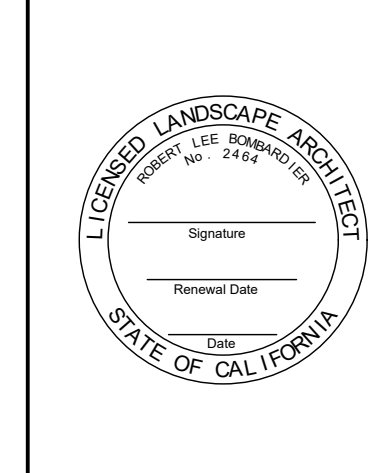 LICENSED LANDSCAPE ARCHITECT
ROBERT LEE BOMBARDIER
No. 2464
Signature
Renewal Date
Date
STATE OF CALIFORNIA